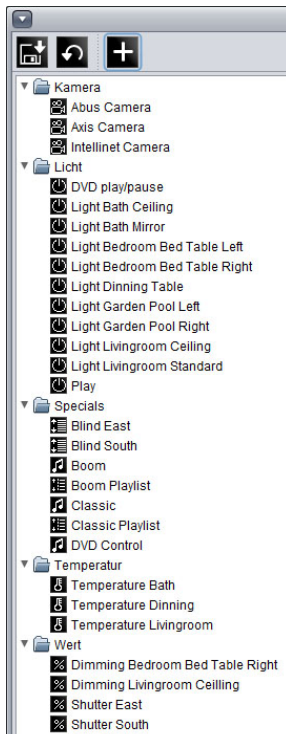 Kamera
Abus Camera
Axis Camera
Intellinet Camera
Licht
DVD play/pause
Light Bath Ceiling
Light Bath Mirror
Light Bedroom Bed Table Left
Light Bedroom Bed Table Right
Light Dinning Table
Light Garden Pool Left
Light Garden Pool Right
Light Livingroom Ceiling
Light Livingroom Standard
Play
Specials
Blind East
Blind South
Boom
Boom Playlist
Classic
Classic Playlist
DVD Control
Temperatur
Temperature Bath
Temperature Dinning
Temperature Livingroom
Wert
Dimming Bedroom Bed Table Right
Dimming Livingroom Ceilling
Shutter East
Shutter South